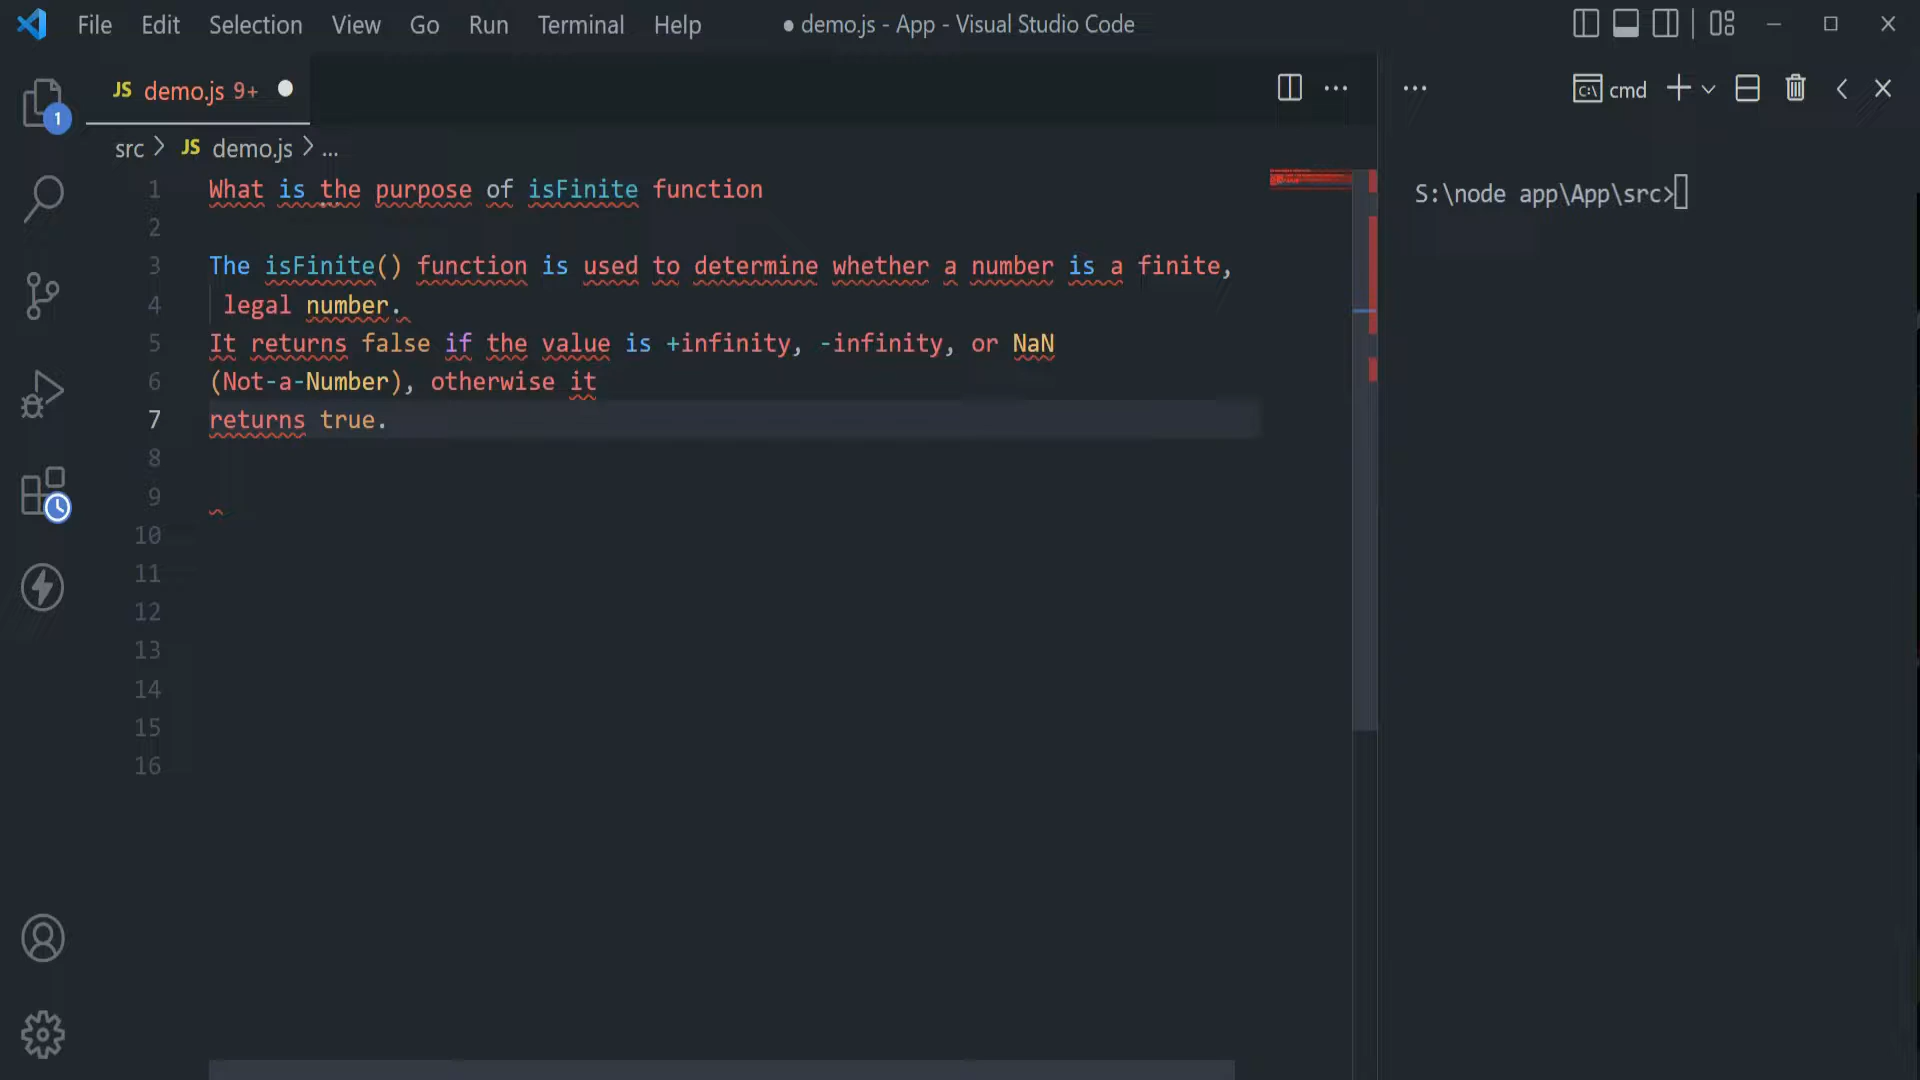 File Edit Selection View Go Run Terminal Help ● demo.js - App - Visual Studio Code
JS demo.js 9+ ● ... ... cmd
1
src > JS demo.js > ...
1 What is the purpose of isFinite function
S:\node app\App\src>
2
3 The isFinite() function is used to determine whether a number is a finite,
4 legal number.
5 It returns false if the value is +infinity, -infinity, or NaN
6 (Not-a-Number), otherwise it
7 returns true.
8
9
10
11
12
13
14
15
16